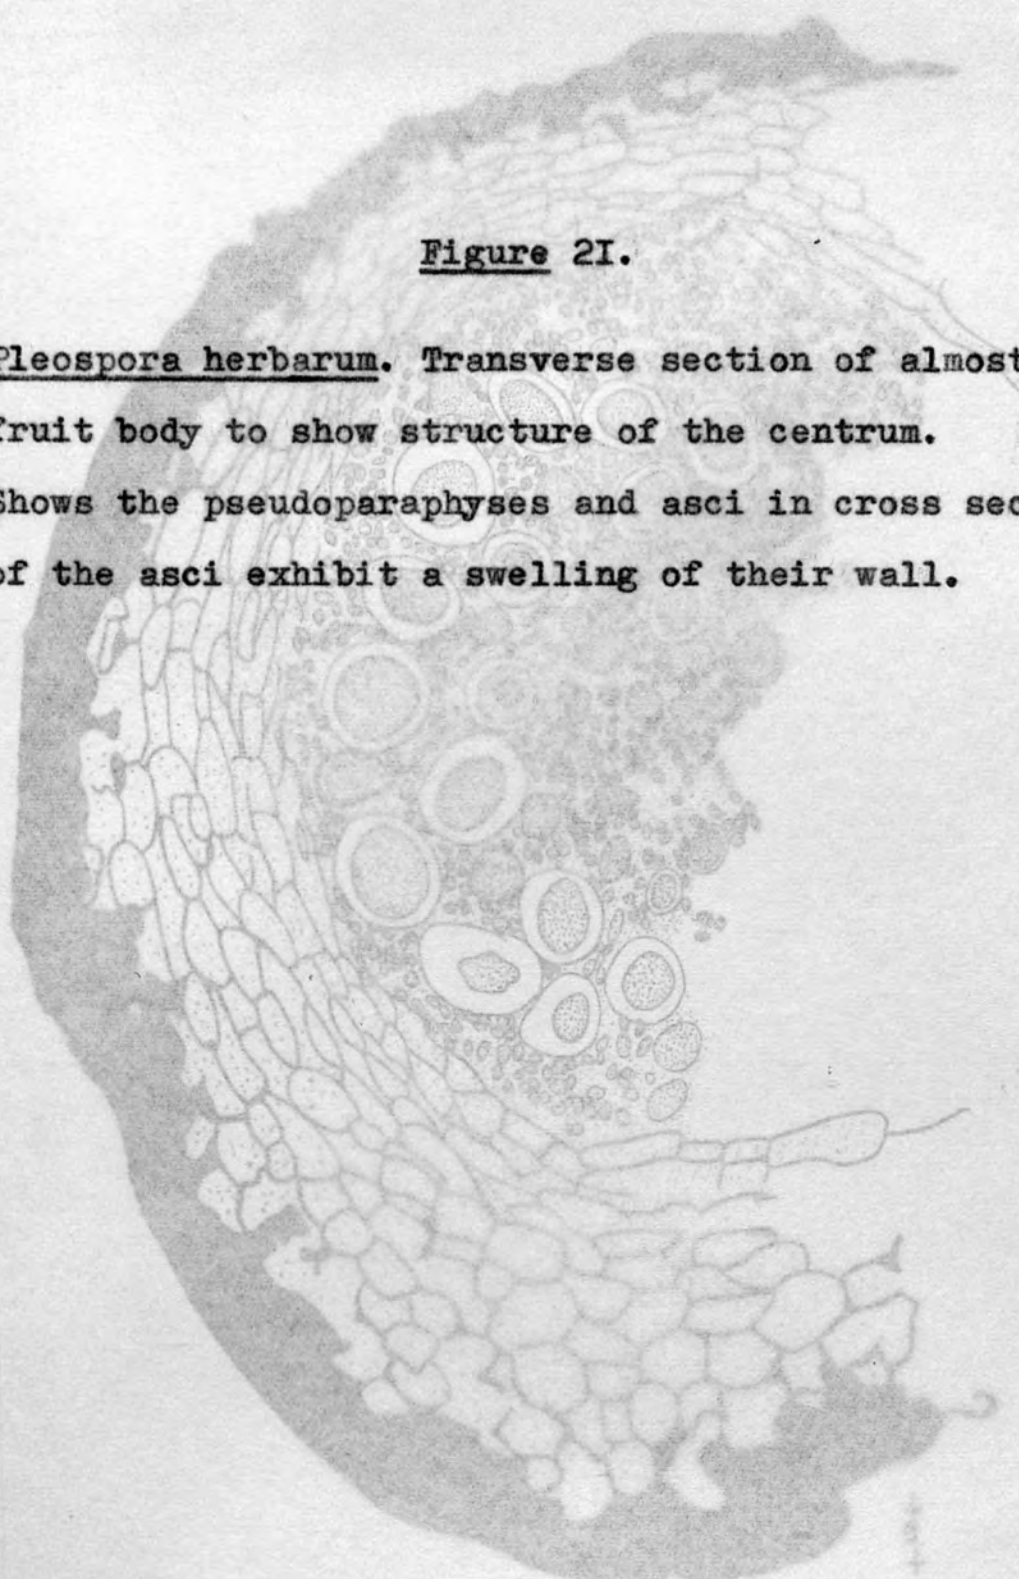 Figure 2I.
Pleospora herbarum. Transverse section of almost
fruit body to show structure of the centrum.
Shows the pseudoparaphyses and asci in cross sec
of the asci exhibit a swelling of their wall.